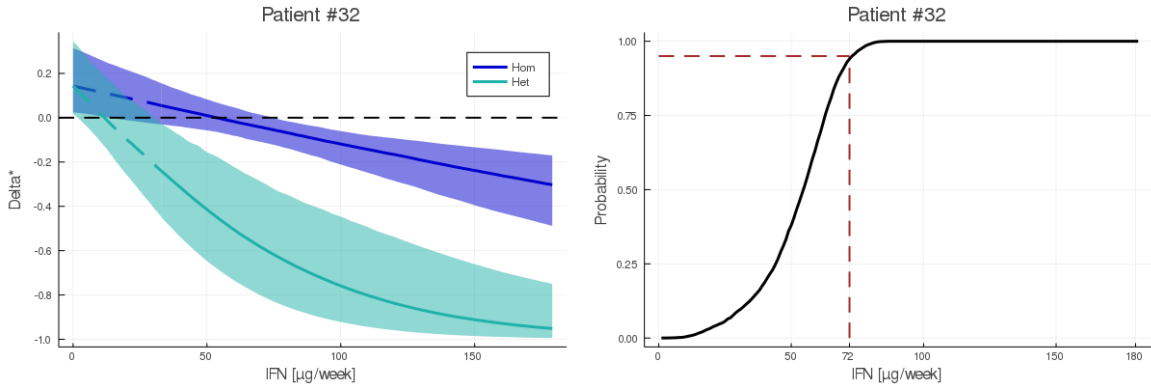 Patient #32
Delta*
0.2
0.0
-0.2
-0.4
-0.6
-0.8
-1.0
Hom
Het
0
50
100
150
IFN [µg/week]
Patient #32
Probability
1.00
0.75
0.50
0.25
0.00
0
50
72
100
150
180
IFN [µg/week]